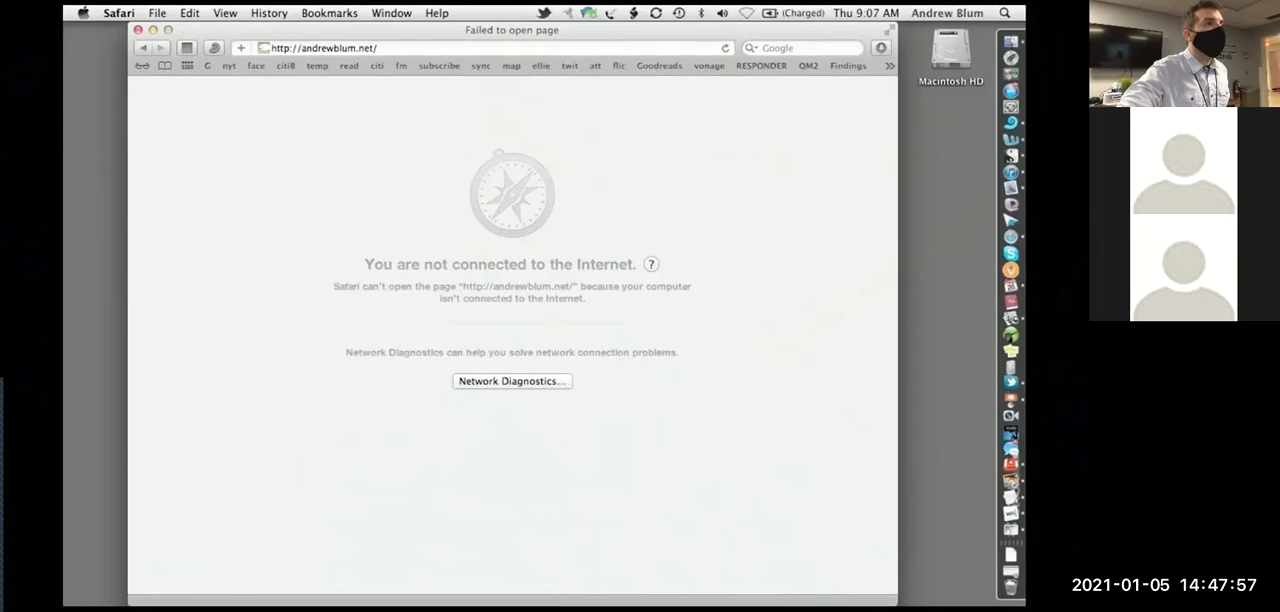 Safari File Edit View History Bookmarks Window Help (Charged) Thu 9:07 AM Andrew Blum
Failed to open page
http://andrewblum.net/ Google
G nyt face citiB temp read citi fm subscribe sync map ellie twit att flic Goodreads vonage RESPONDER QM2 Findings
Macintosh HD
You are not connected to the Internet. ?
Safari can't open the page "http://andrewblum.net/" because your computer
isn't connected to the Internet.
Network Diagnostics can help you solve network connection problems.
Network Diagnostics...
2021-01-05 14:47:57